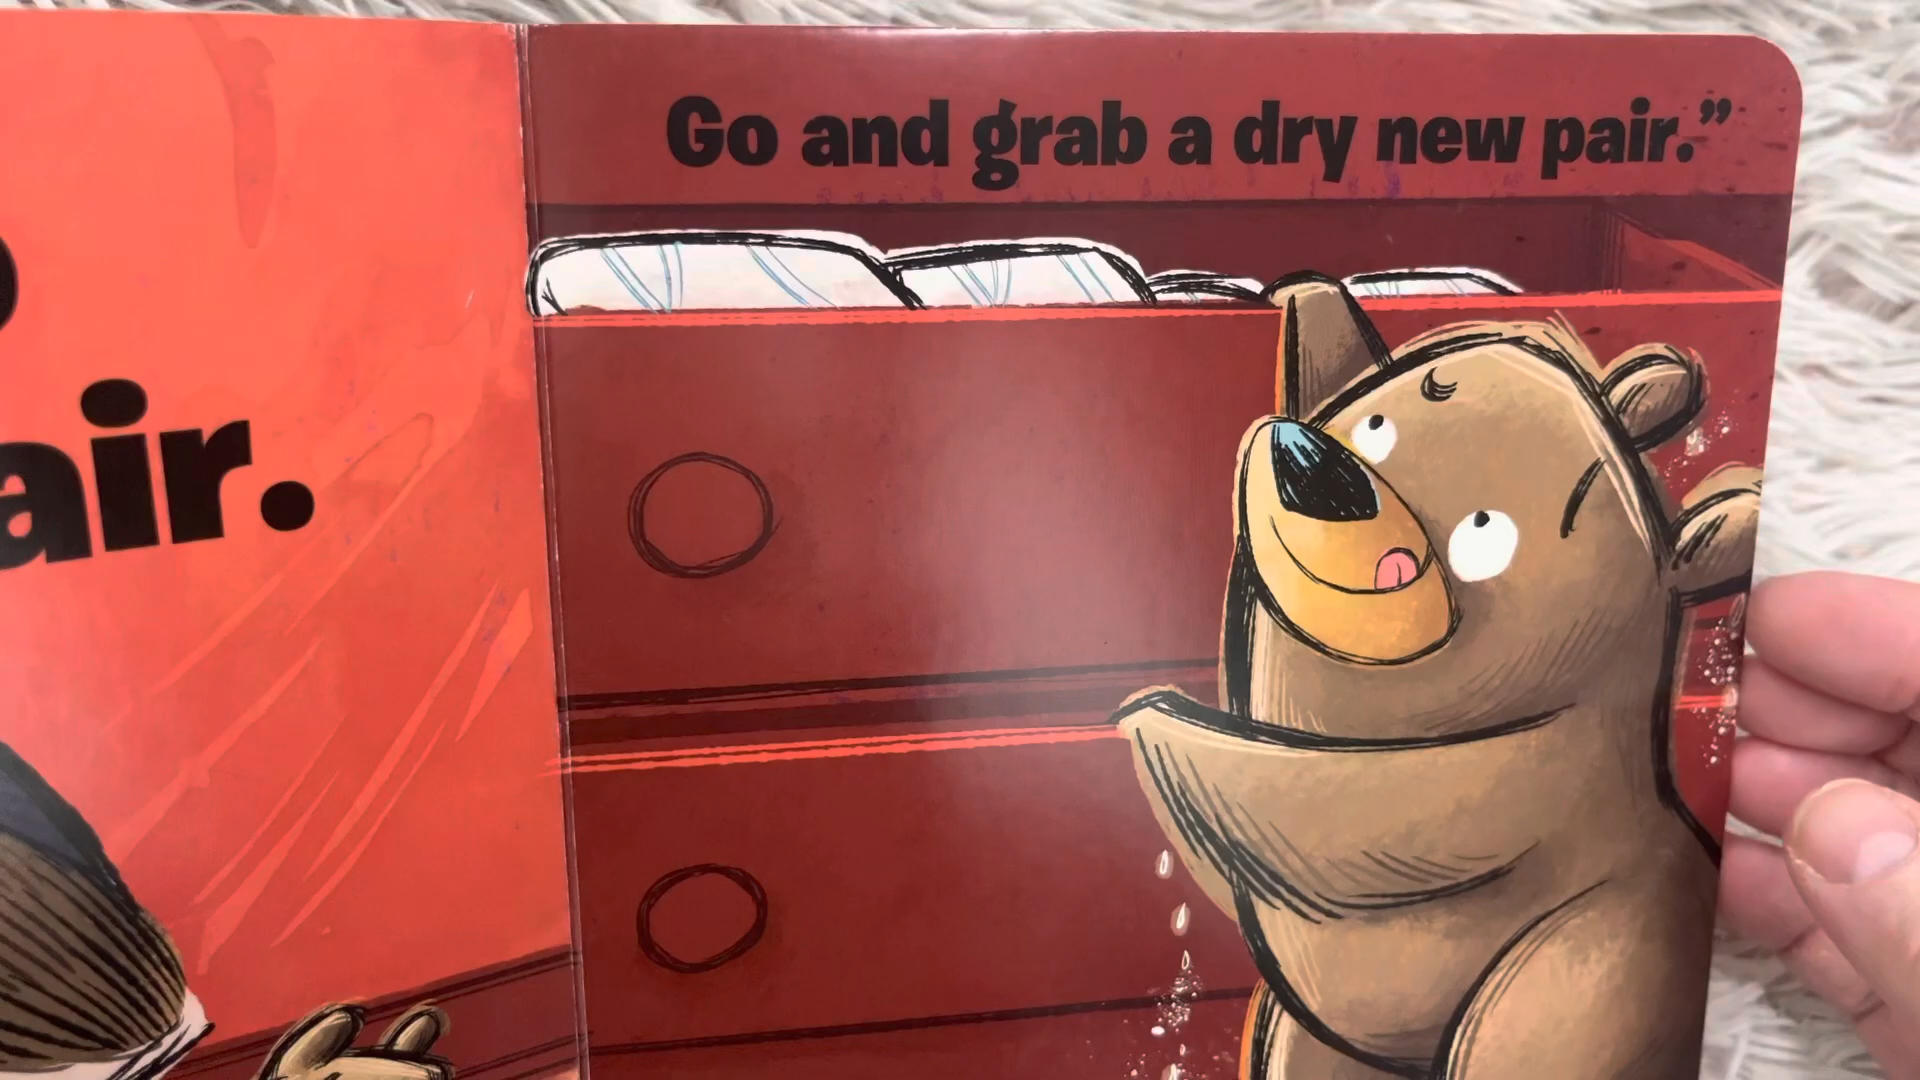 air.
Go and grab a dry new pair.”